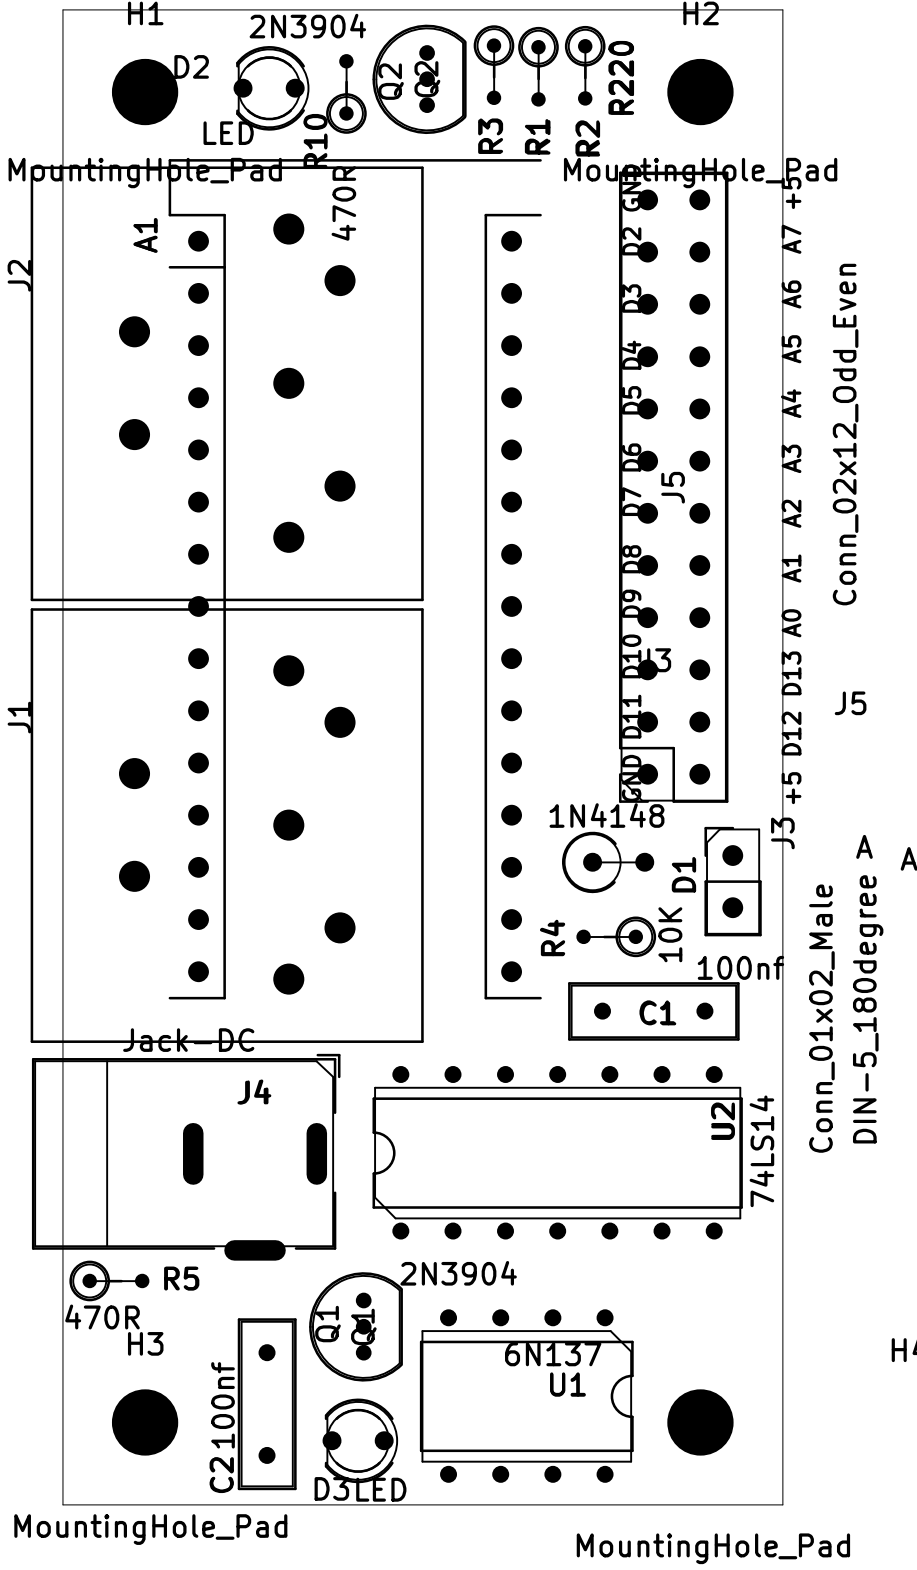 H1
2N3904
H2
D2
LED
R10
470R
Q2
Q2
R3
R1
R2
R220
MountingHole_Pad
MountingHole_Pad
J2
A1
GND
D2
D3
D4
D5
D6
D7
D8
D9
D10
D11
GND
+5
A7
A6
A5
A4
A3
A2
A1
A0
D13
D12
+5
J5
J3
Conn_02x12_Odd_Even
J5
J1
1N4148
J3
D1
A
A
R4
10K
100nf
C1
Conn_01x02_Male
DIN-5_180degree
Jack-DC
J4
U2
74LS14
R5
470R
2N3904
Q1
Q1
H3
6N137
U1
H4
C2
100nf
D3
LED
MountingHole_Pad
MountingHole_Pad